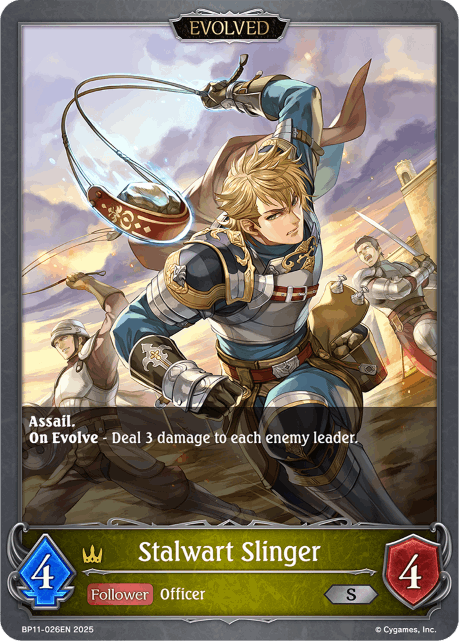 EVOLVED
Assail.
On Evolve - Deal 3 damage to each enemy leader.
Stalwart Slinger
4
Follower Officer
S
4
BP11-026EN 2025
© Cygames, Inc.